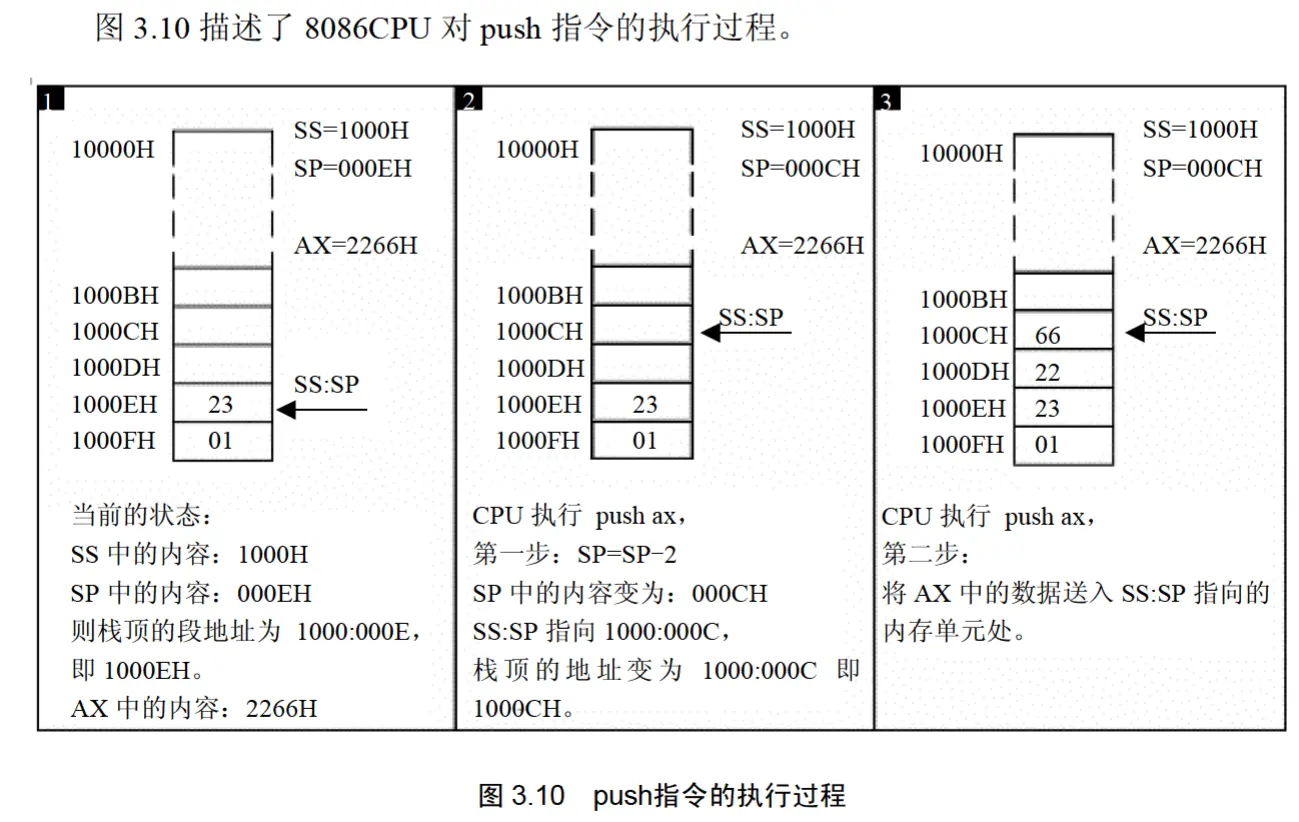 图 3.10 描述了 8086CPU 对 push 指令的执行过程。
1
10000H
SS=1000H
SP=000EH
AX=2266H
1000BH
1000CH
1000DH
SS:SP
1000EH 23
1000FH 01
当前的状态：
SS 中的内容：1000H
SP 中的内容：000EH
则栈顶的段地址为 1000:000E，
即 1000EH。
AX 中的内容：2266H
2
10000H
SS=1000H
SP=000CH
AX=2266H
1000BH
SS:SP
1000CH
1000DH
1000EH 23
1000FH 01
CPU 执行 push ax，
第一步：SP=SP-2
SP 中的内容变为：000CH
SS:SP 指向 1000:000C，
栈顶的地址变为 1000:000C 即
1000CH。
3
10000H
SS=1000H
SP=000CH
AX=2266H
1000BH
SS:SP
1000CH 66
1000DH 22
1000EH 23
1000FH 01
CPU 执行 push ax，
第二步：
将 AX 中的数据送入 SS:SP 指向的
内存单元处。
图 3.10 push指令的执行过程